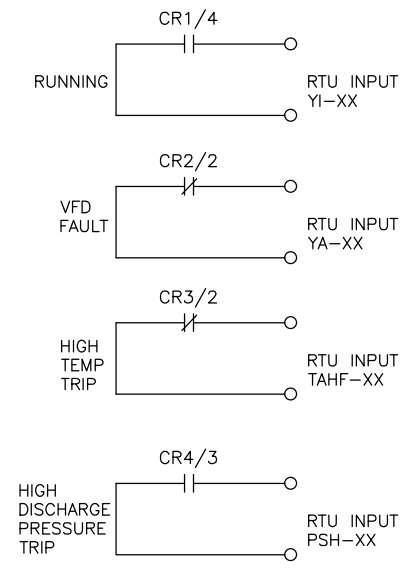 CR1/4
RUNNING
RTU INPUT
YI-XX
CR2/2
VFD
FAULT
RTU INPUT
YA-XX
CR3/2
HIGH
TEMP
TRIP
RTU INPUT
TAHF-XX
CR4/3
HIGH
DISCHARGE
PRESSURE
TRIP
RTU INPUT
PSH-XX